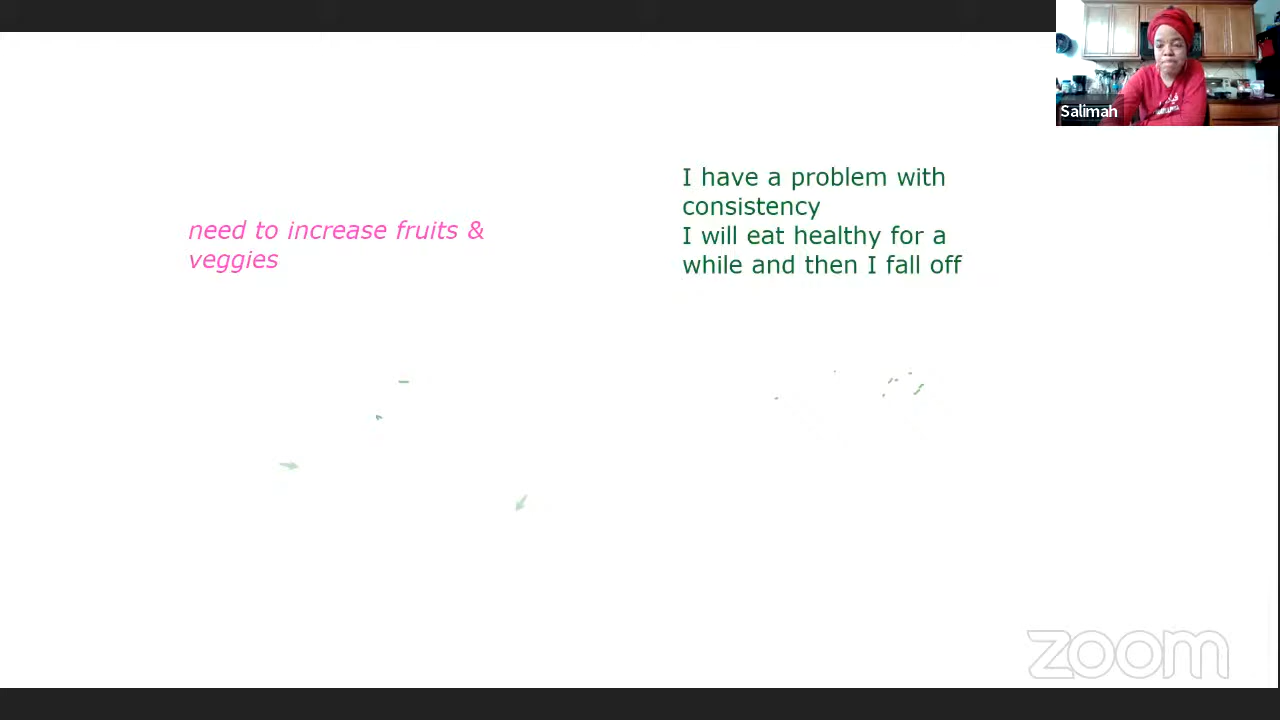 Salimah
I have a problem with
consistency
I will eat healthy for a
while and then I fall off
need to increase fruits &
veggies
zoom